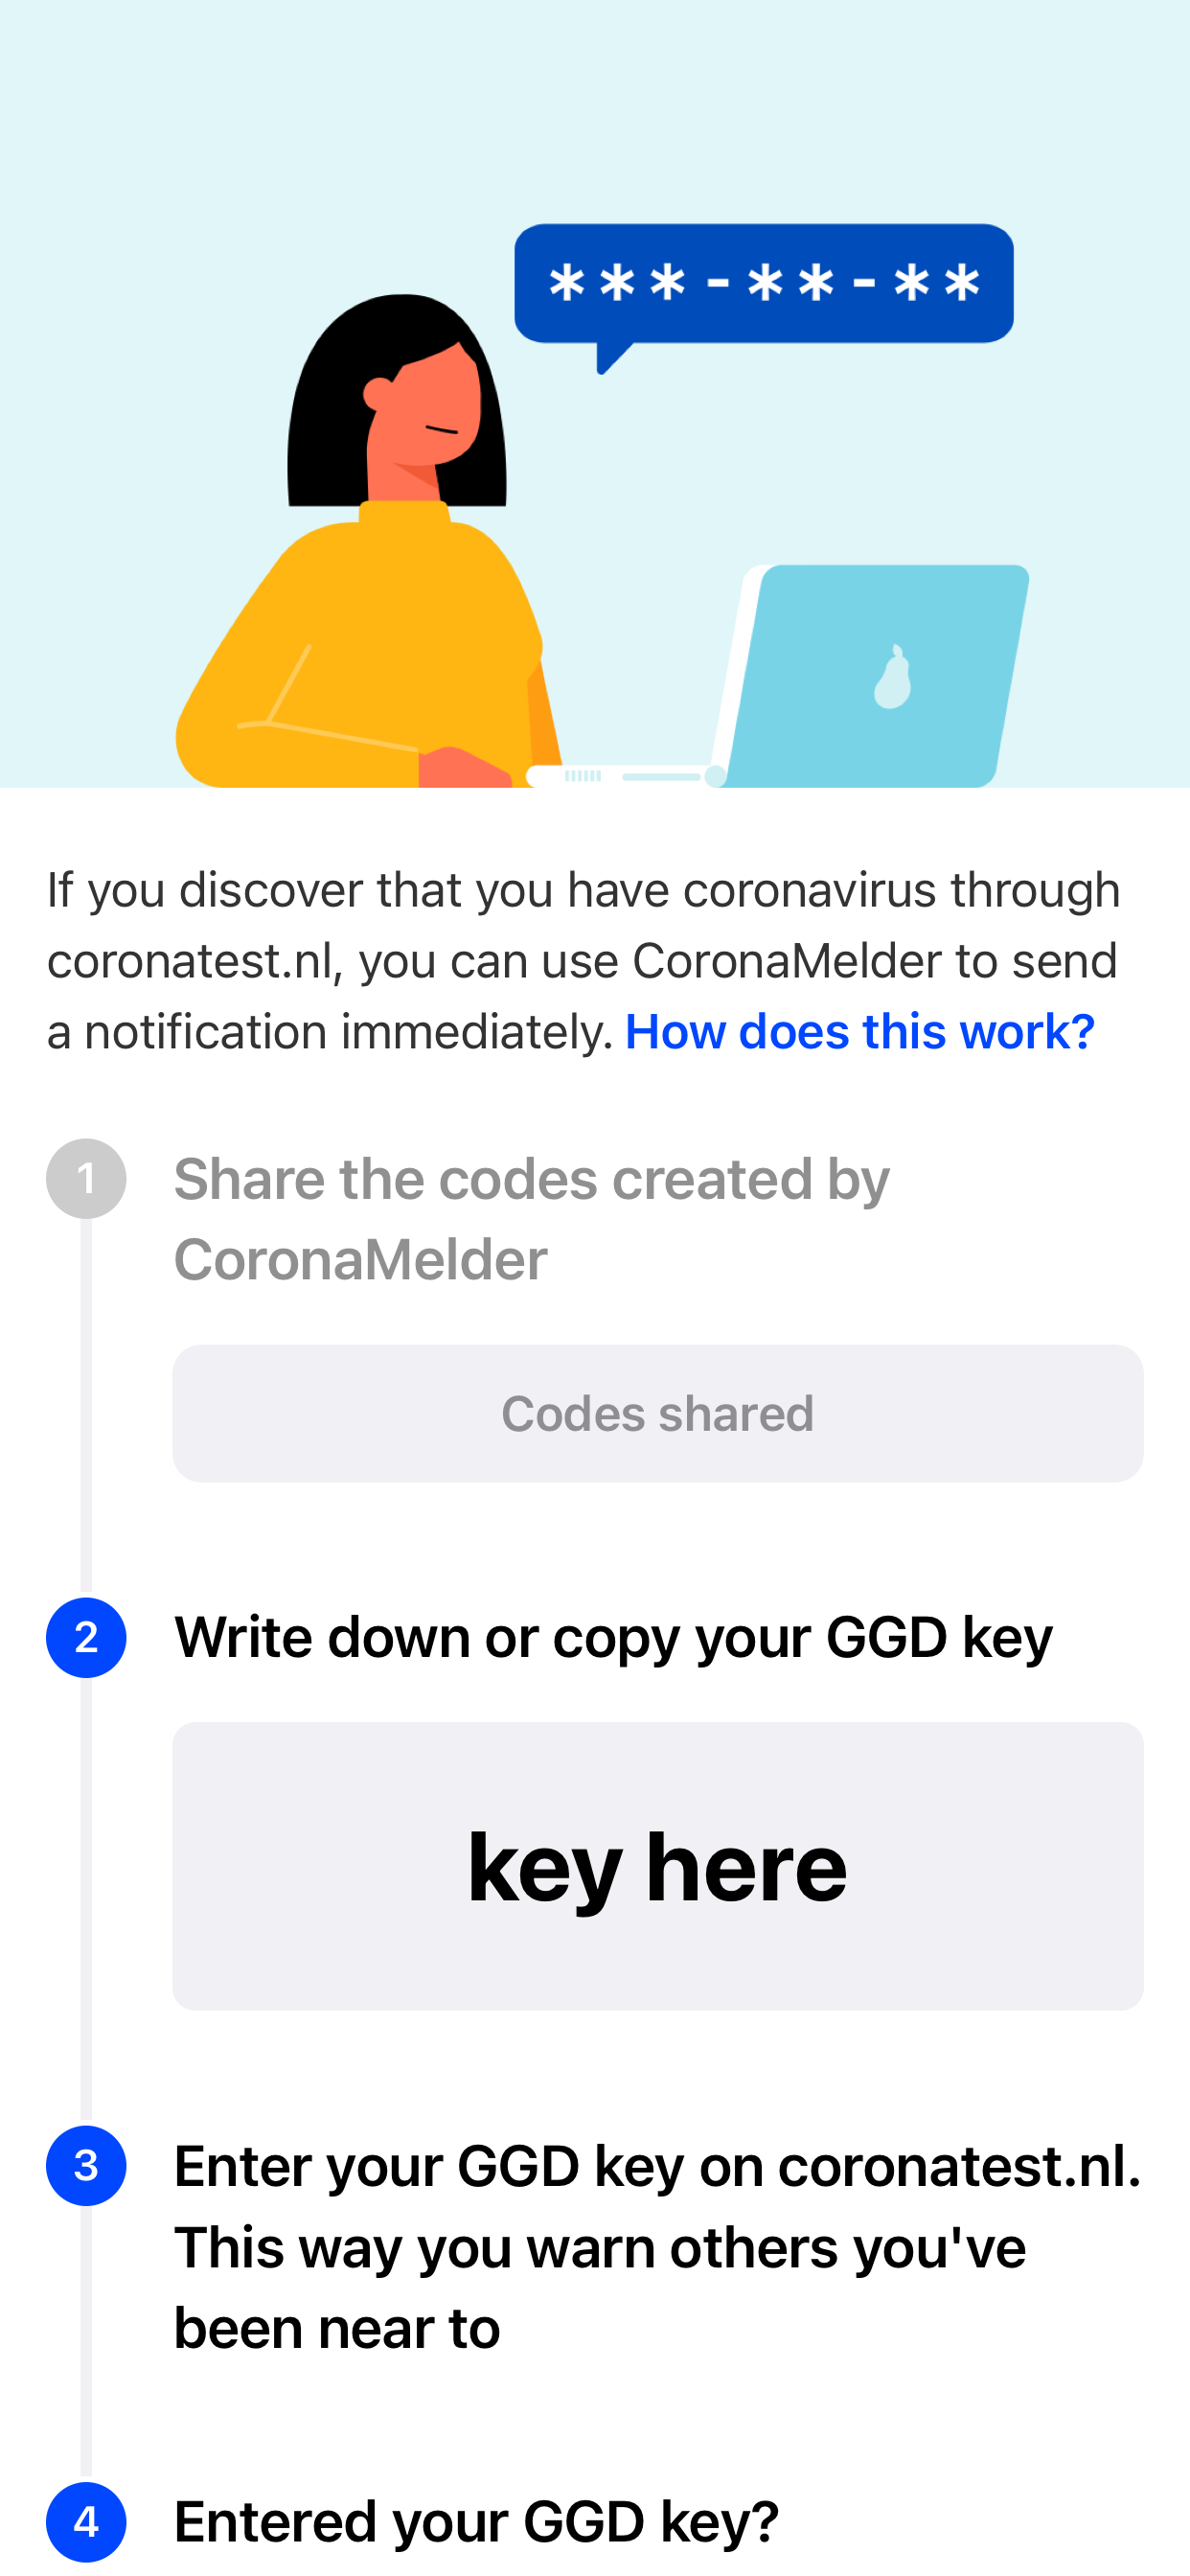 ***-**-**
If you discover that you have coronavirus through
coronatest.nl, you can use CoronaMelder to send
a notification immediately. How does this work?
1
Share the codes created by
CoronaMelder
Codes shared
2
Write down or copy your GGD key
key here
3
Enter your GGD key on coronatest.nl.
This way you warn others you've
been near to
4
Entered your GGD key?